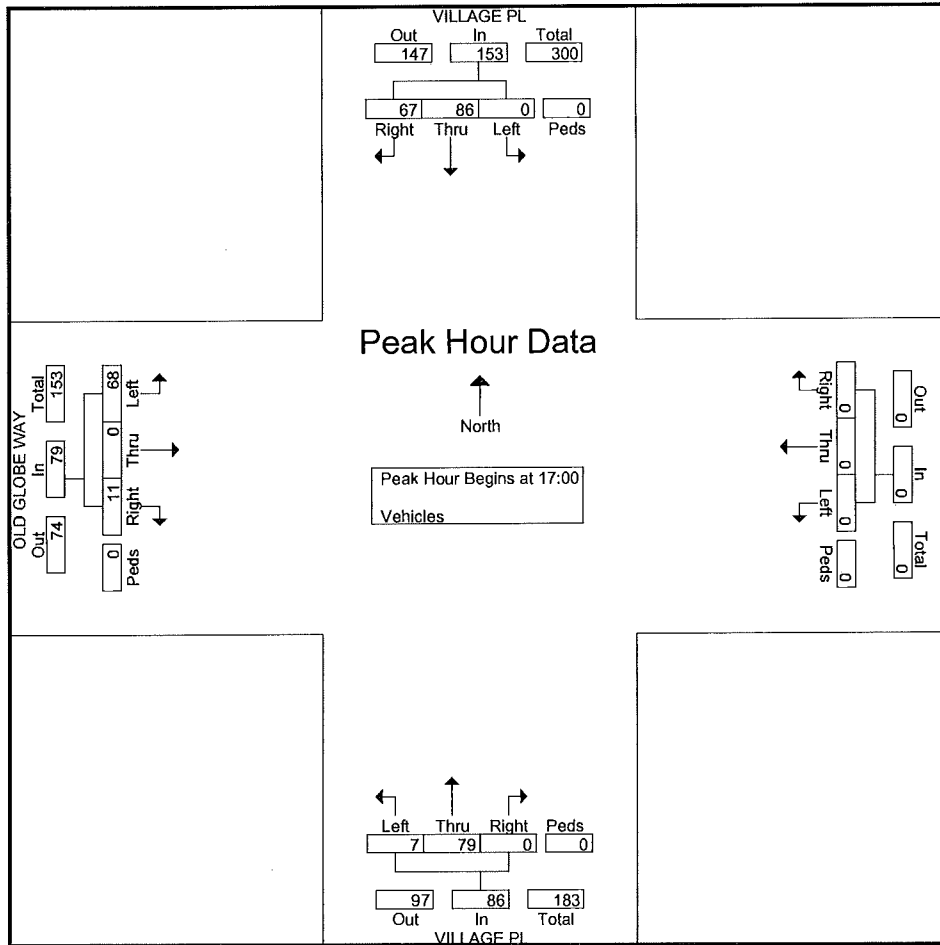 VILLAGE PL
Out In Total
147 153 300
67 86 0 0
Right Thru Left Peds
Peak Hour Data
North
Peak Hour Begins at 17:00
Vehicles
OLD GLOBE WAY
Out In Total
74 79 153
68 0 11 0
Left Thru Right Peds
Right Thru Left Peds
0 0 0 0
Out In Total
0 0 0
Left Thru Right Peds
7 79 0 0
97 86 183
Out In Total
VILLAGE PL